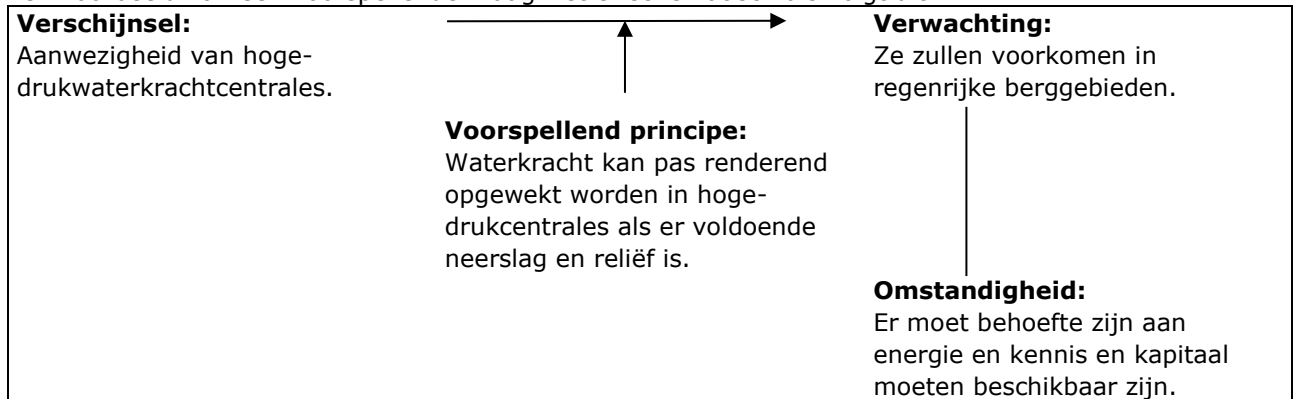 Verschijnsel:
Aanwezigheid van hoge-
drukwaterkrachtcentrales.
Voorspellend principe:
Waterkracht kan pas renderend
opgewekt worden in hoge-
drukcentrales als er voldoende
neerslag en reliëf is.
Verwachting:
Ze zullen voorkomen in
regenrijke berggebieden.
Omstandigheid:
Er moet behoefte zijn aan
energie en kennis en kapitaal
moeten beschikbaar zijn.